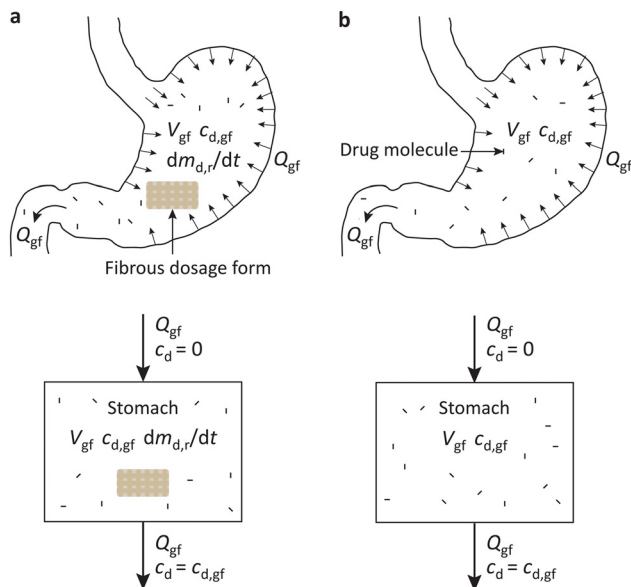 a
V_gf c_d,gf
dm_d,r/dt
Q_gf
Q_gf
Fibrous dosage form
Q_gf
c_d = 0
Stomach
V_gf c_d,gf dm_d,r/dt
Q_gf
c_d = c_d,gf
b
V_gf c_d,gf
Drug molecule
Q_gf
Q_gf
c_d = 0
Stomach
V_gf c_d,gf
Q_gf
c_d = c_d,gf